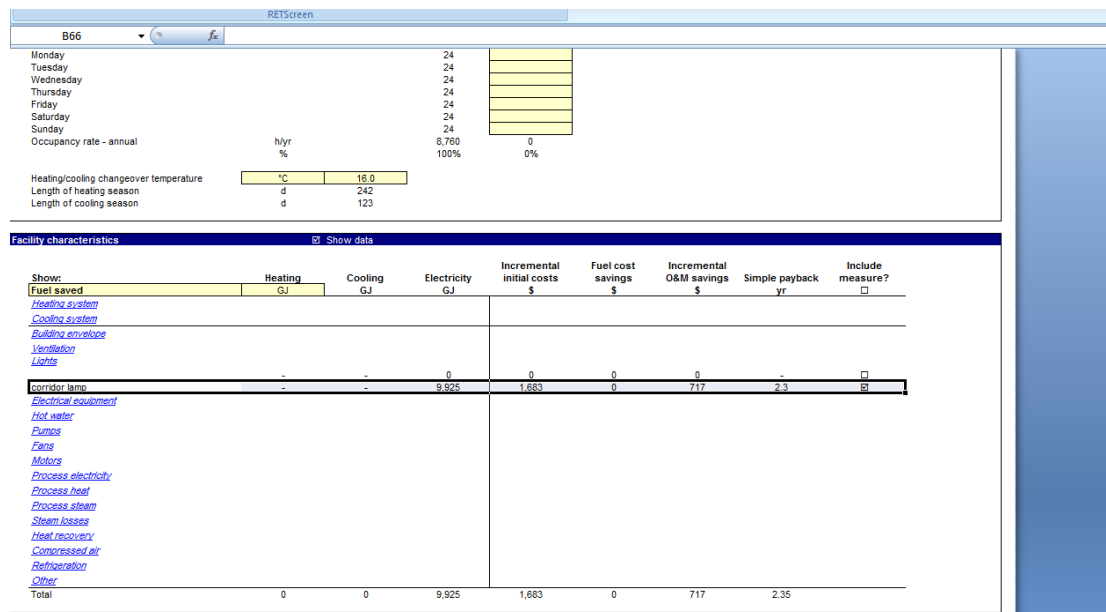 RETScreen
B66 fx
Monday 24
Tuesday 24
Wednesday 24
Thursday 24
Friday 24
Saturday 24
Sunday 24
Occupancy rate - annual h/yr 8,760 0
% 100% 0%
Heating/cooling changeover temperature °C 16.0
Length of heating season d 242
Length of cooling season d 123
Facility characteristics Show data
Incremental Fuel cost Incremental Include
Show: Heating Cooling Electricity initial costs savings O&M savings Simple payback measure?
Fuel saved GJ GJ GJ $ $ $ yr
Heating system
Cooling system
Building envelope
Ventilation
Lights
- - 0 0 0 0 -
corridor lamp - - 9,925 1,683 0 717 2.3
Electrical equipment
Hot water
Pumps
Fans
Motors
Process electricity
Process heat
Process steam
Steam losses
Heat recovery
Compressed air
Refrigeration
Other
Total 0 0 9,925 1,683 0 717 2.35